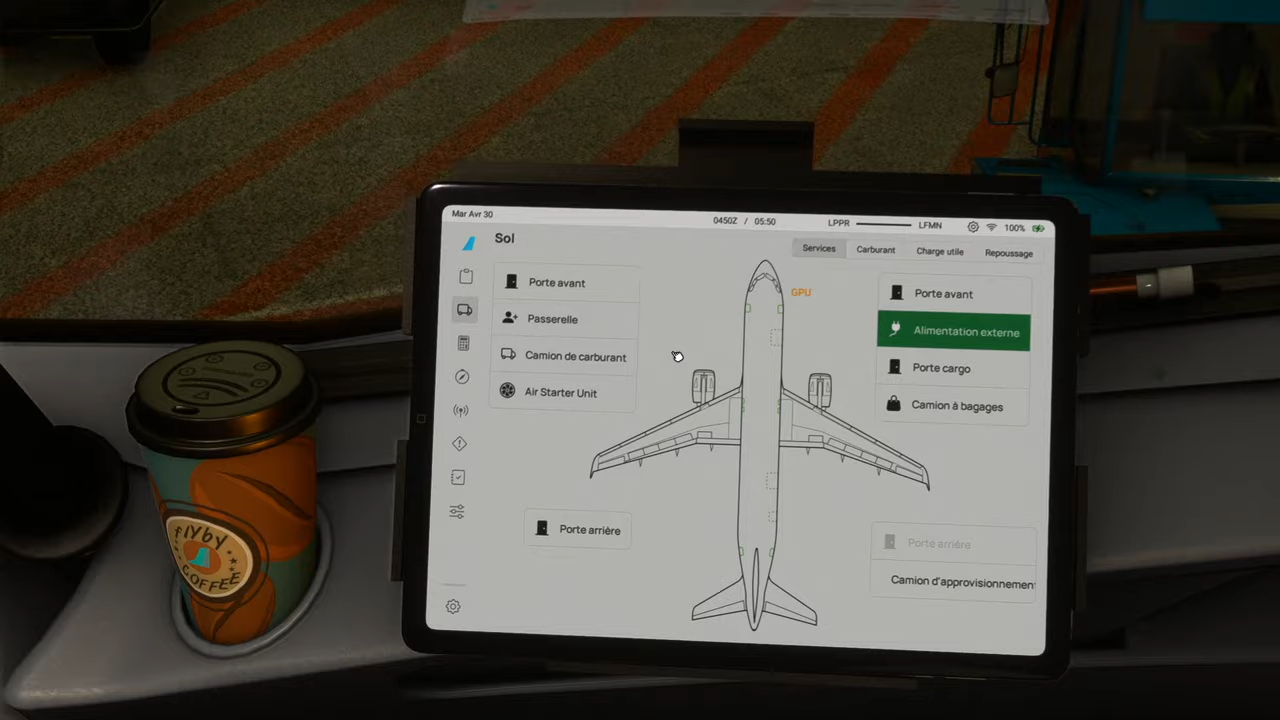 Mar Avr 30
0450Z / 05:50
LPPR LFMN
100%
Sol
Services
Carburant
Charge utile
Repoussage
Porte avant
Passerelle
Camion de carburant
Air Starter Unit
GPU
Porte avant
Alimentation externe
Porte cargo
Camion à bagages
Porte arrière
Porte arrière
Camion d'approvisionnemen
flyby
COFFEE